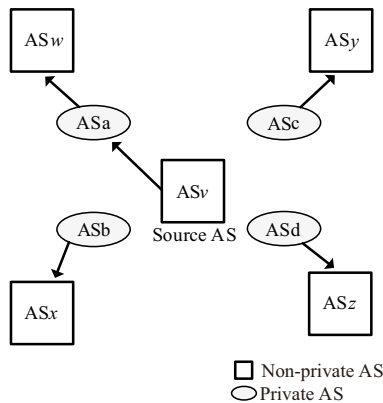 ASw
ASy
ASa
ASc
ASv
Source AS
ASb
ASd
ASx
ASz
Non-private AS
Private AS